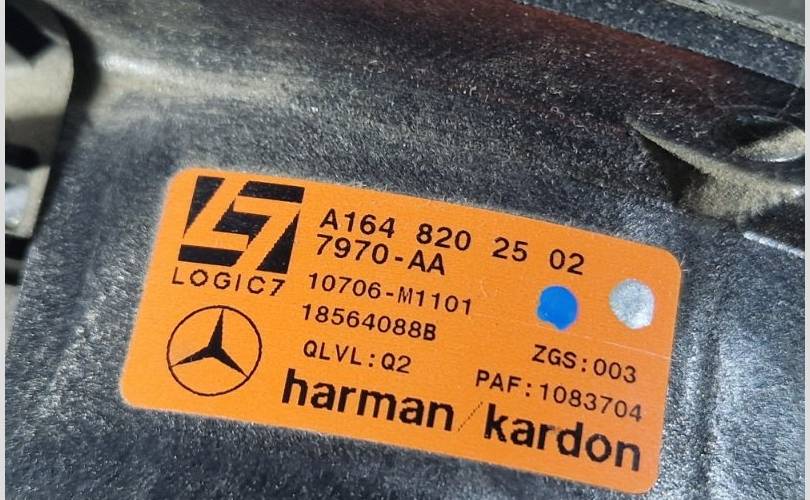 LOGIC7
A164 820 25 02
7970-AA
10706-M1101
18564088B
QLVL:Q2
ZGS:003
PAF:1083704
harman/kardon